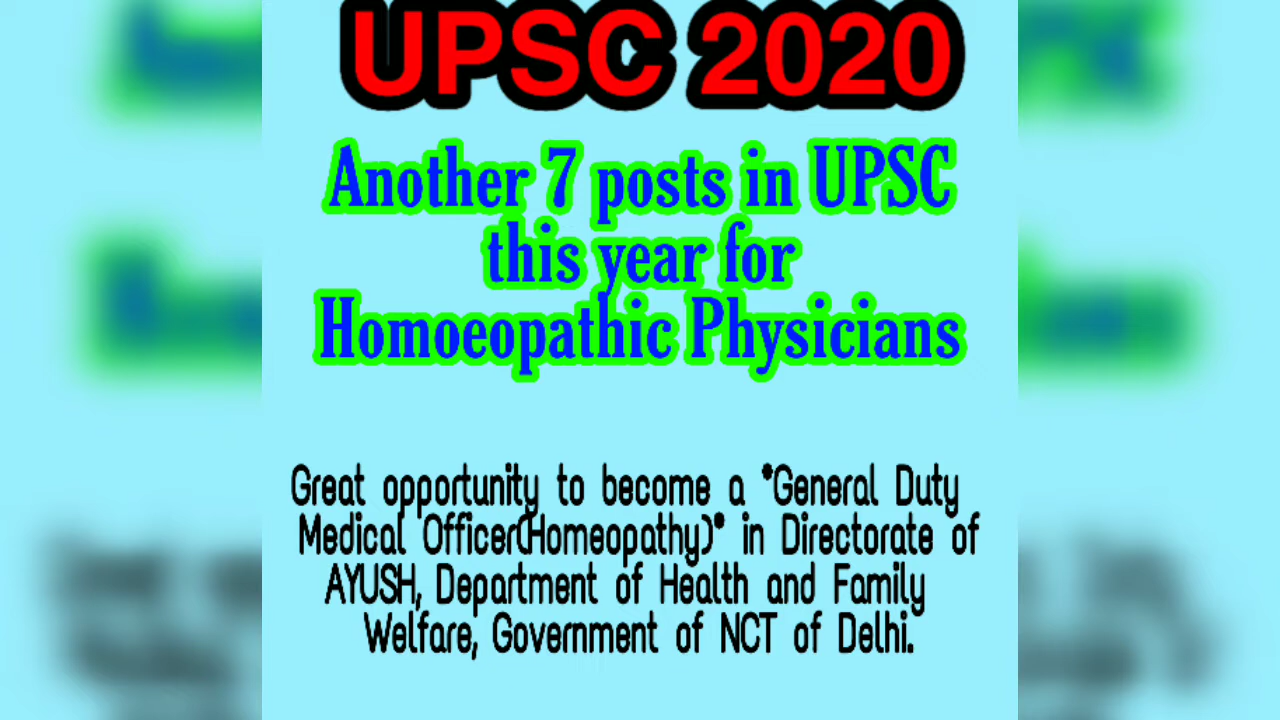 UPSC 2020
Another 7 posts in UPSC
this year for
Homoeopathic Physicians
Great opportunity to become a "General Duty
Medical Officer(Homeopathy)" in Directorate of
AYUSH, Department of Health and Family
Welfare, Government of NCT of Delhi.